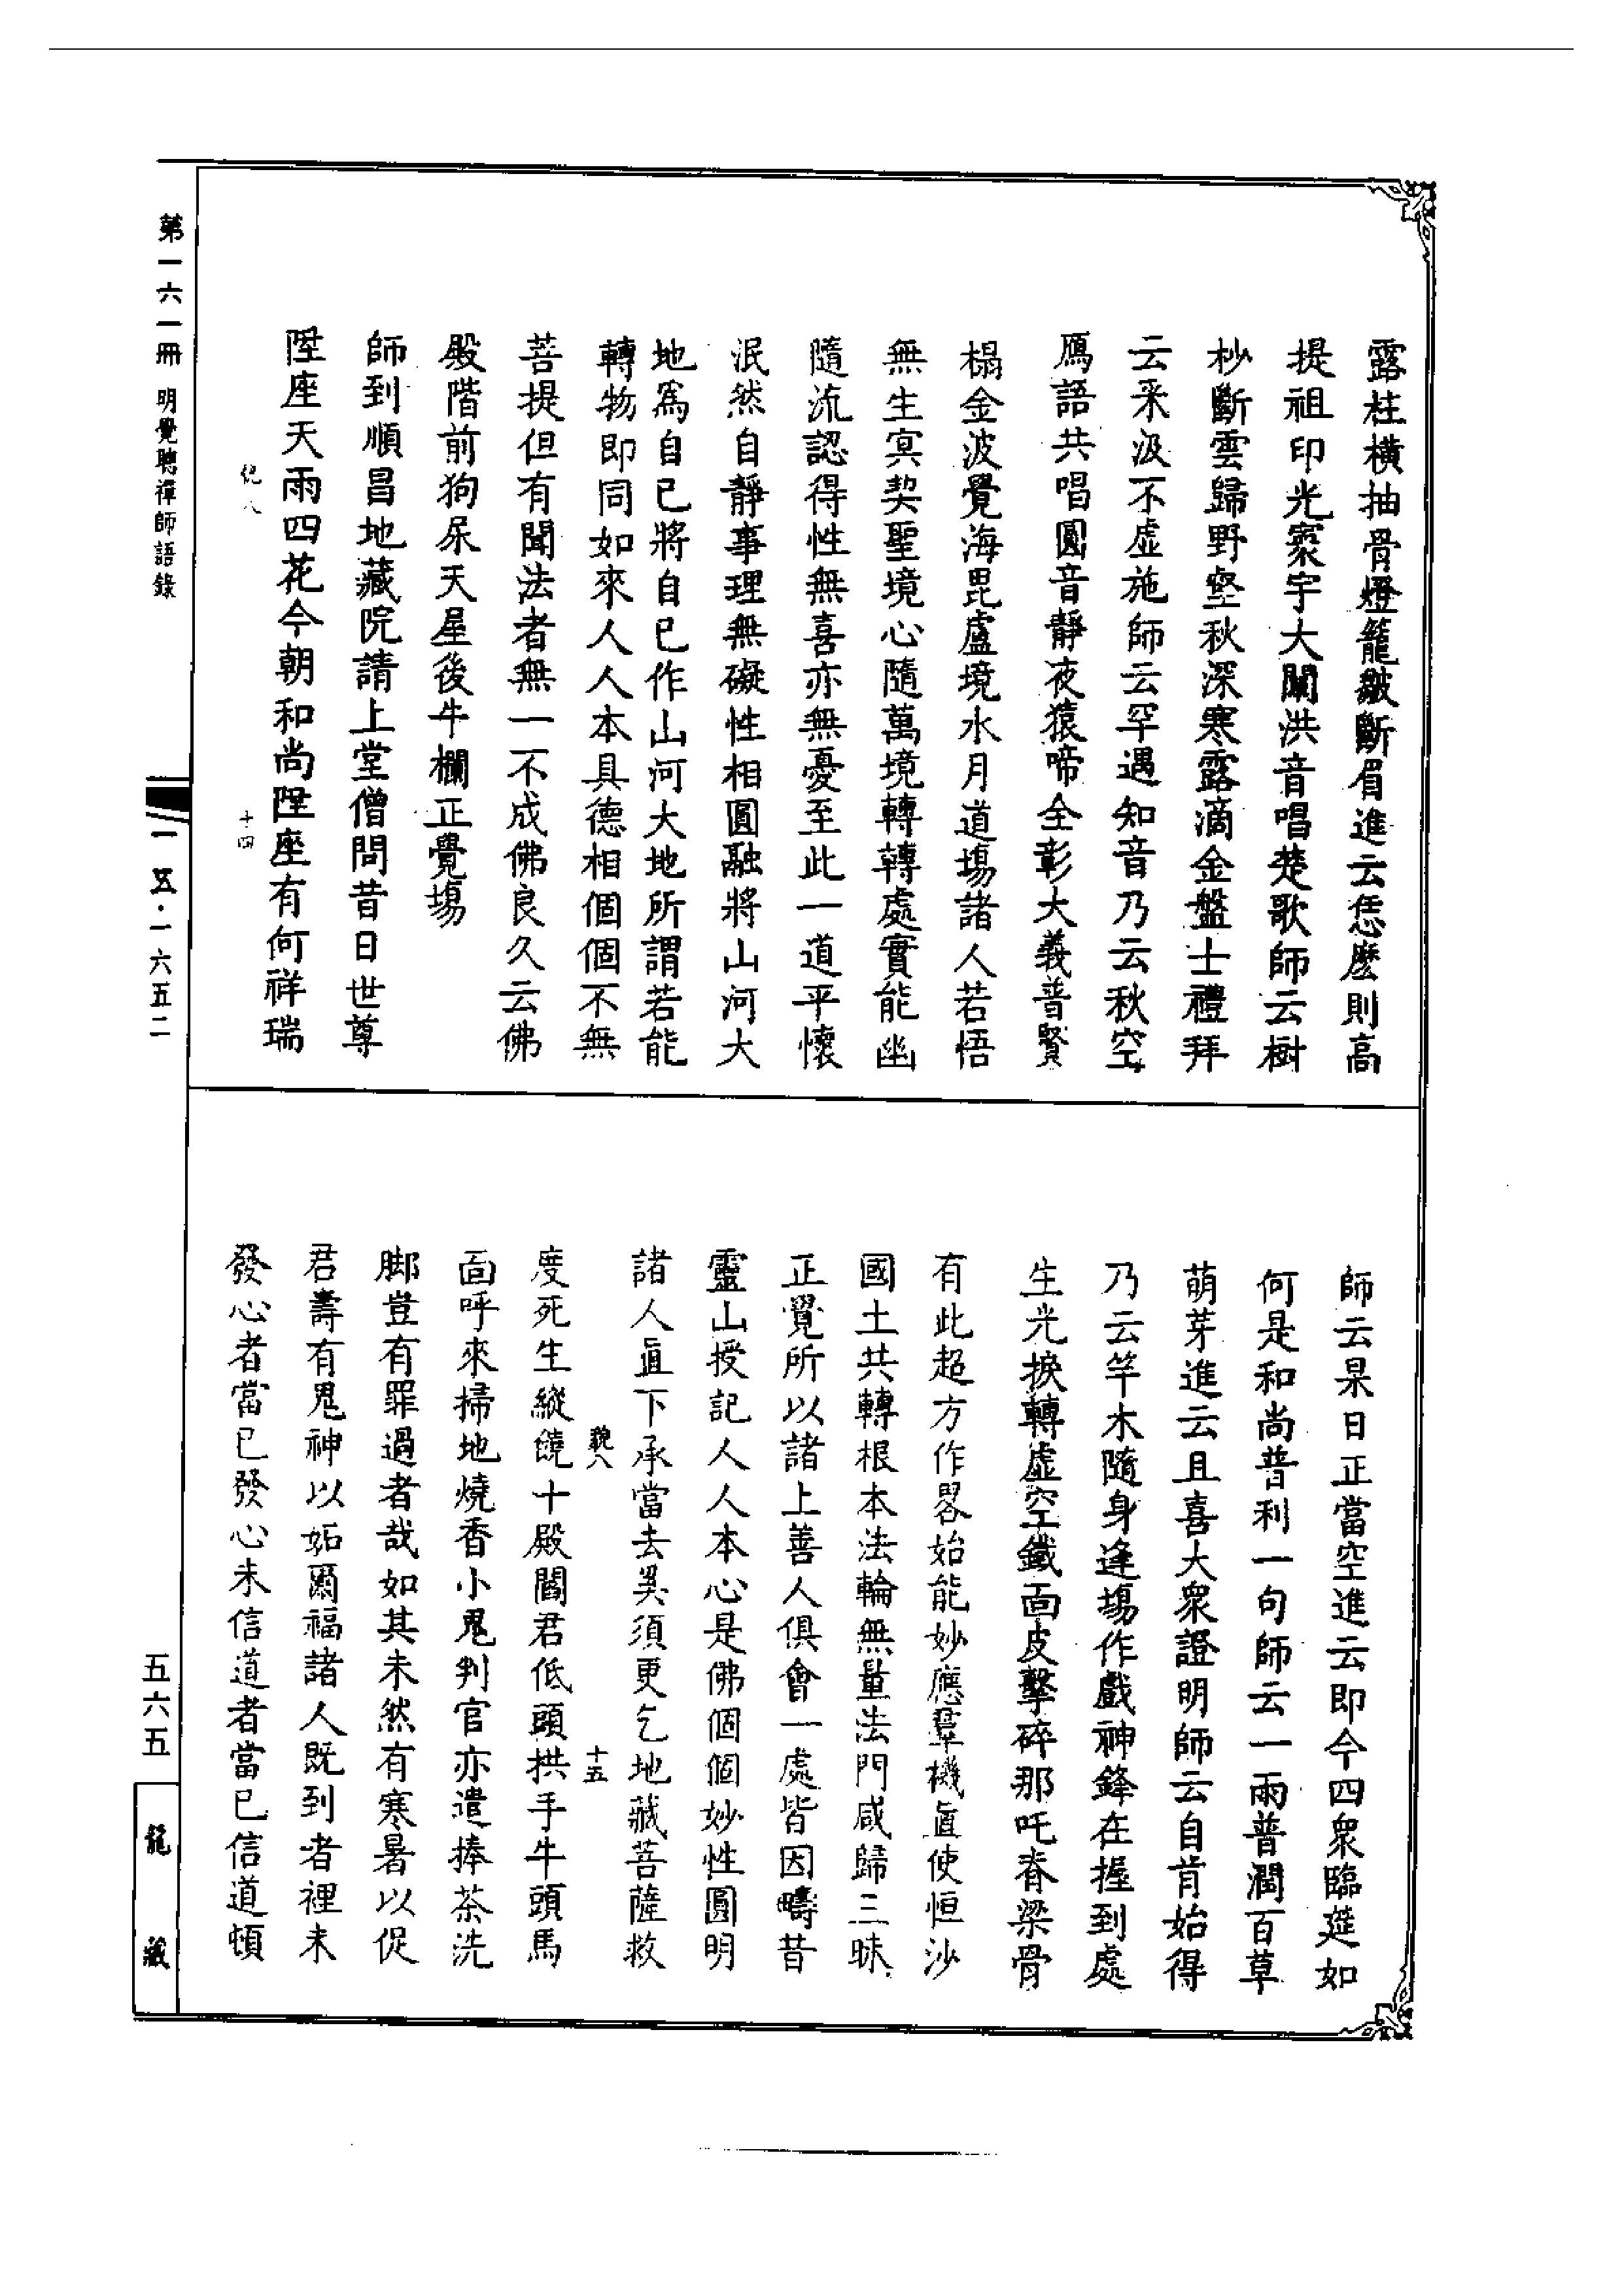 露柱橫抽骨燈籠皺斷眉進云恁麼則高
提祖印光寰宇大闡洪音唱楚歌師云樹
杪斷雲歸野壑秋深寒露滴金盤士禮拜
云來汲不虛施師云罕遇知音乃云秋空
鴈語共唱圓音靜夜猿啼全彰大義普賢
榻金波覺海毘盧境水月道場諸人若悟
無生冥契聖境心隨萬境轉轉處實能幽
隨流認得性無喜亦無憂至此一道平懷
泯然自靜事理無礙性相圓融將山河大
地爲自己將自己作山河大地所謂若能
轉物即同如來人人本具德相個個不無
菩提但有聞法者無一不成佛良久云佛
殿階前狗尿天屋後牛欄正覺場
師到順昌地藏院請上堂僧問昔日世尊
陞座天雨四花今朝和尚陞座有何祥瑞
十四
師云杲日正當空進云即今四衆臨筵如
何是和尚普利一句師云一雨普潤百草
萌芽進云且喜大衆證明師云自肯始得
乃云竿木隨身逢場作戲神鋒在握到處
生光捩轉虛空鐵面皮擊碎那吒脊梁骨
有此超方作畧始能妙應羣機眞使恒沙
國土共轉根本法輪無量法門咸歸三昧
正覺所以諸上善人俱會一處皆因疇昔
靈山授記人人本心是佛個個妙性圓明
諸人直下承當去莫須更乞地藏菩薩救
十五
度死生縱饒十殿閻君低頭拱手牛頭馬
面呼來掃地燒香小鬼判官亦遣捧茶洗
脚豈有罪過者哉如其未然有寒暑以促
君壽有鬼神以妬爾福諸人既到者裡未
發心者當已發心未信道者當已信道頓
第一六一冊 明覺聰禪師語錄
一五·一六五二
五六五
龍藏